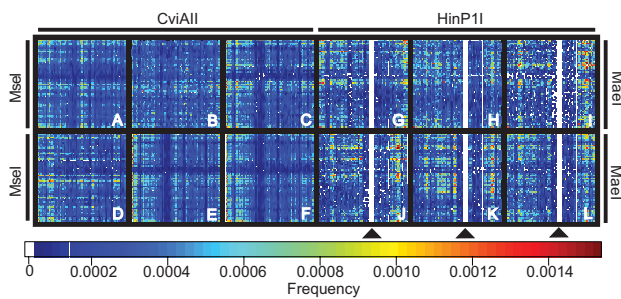 CviAII HinP1I
MseI A B C G H I MaeI
MseI D E F J K L MaeI
0 0.0002 0.0004 0.0006 0.0008 0.0010 0.0012 0.0014
Frequency